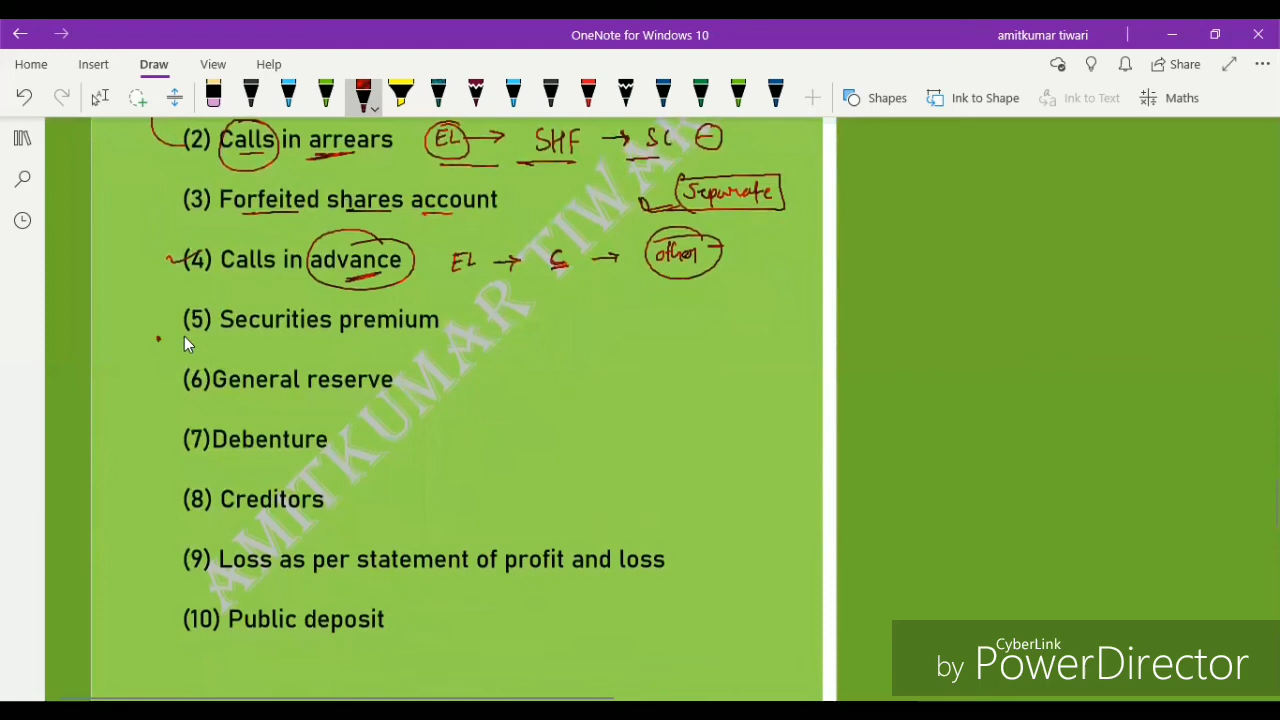 OneNote for Windows 10
amitkumar tiwari
Home Insert Draw View Help
Share
Shapes
Ink to Shape
Ink to Text
Maths
(2) Calls in arrears EL → SHF → SC −
(3) Forfeited shares account Separate
(4) Calls in advance EL → C → other
(5) Securities premium
(6)General reserve
(7)Debenture
(8) Creditors
(9) Loss as per statement of profit and loss
(10) Public deposit
AMITKUMAR TIWAR
CyberLink
by PowerDirector